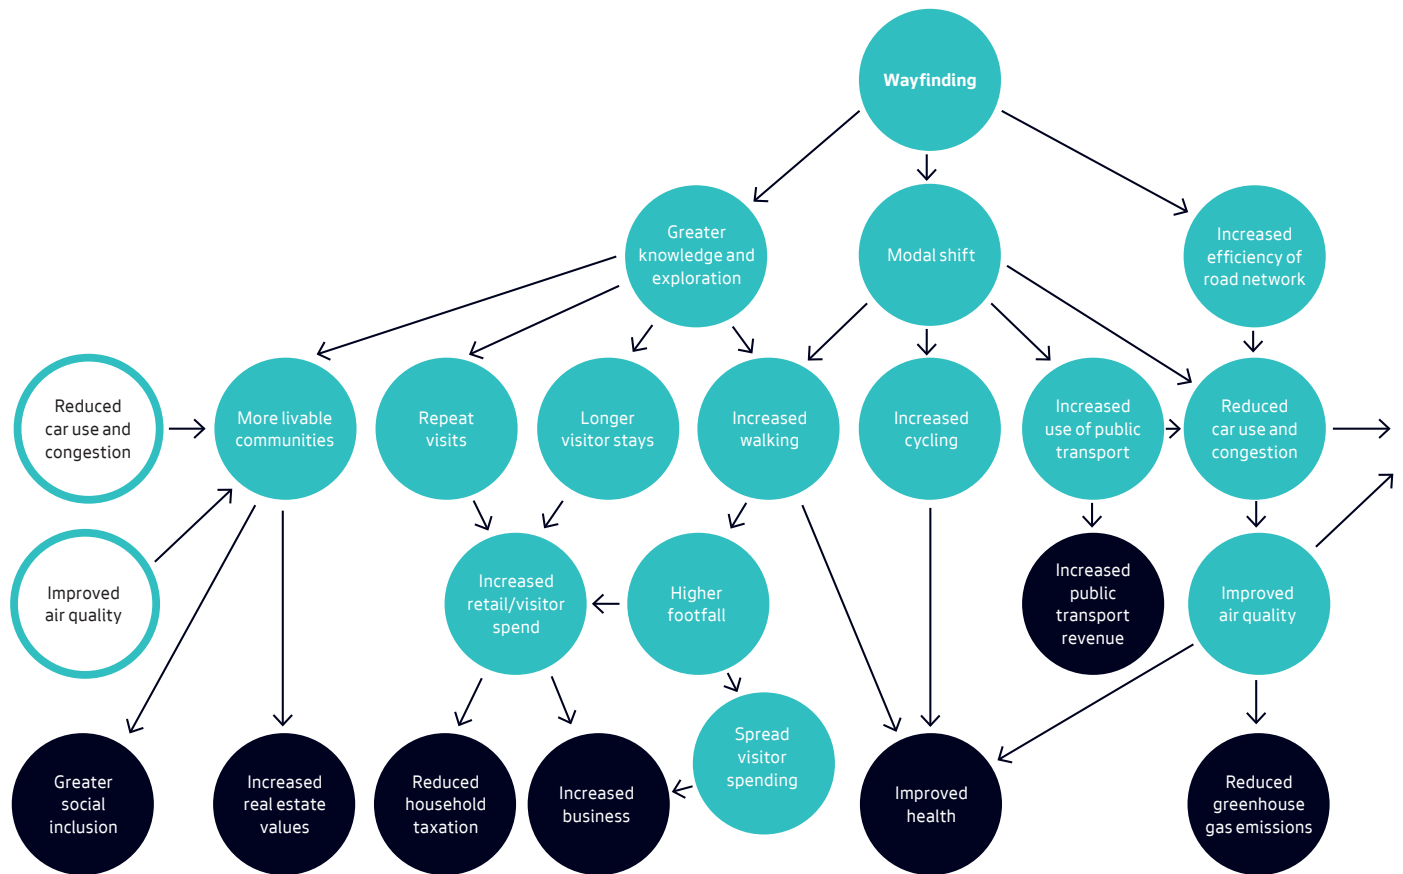 Wayfinding
Greater
knowledge and
exploration
Modal shift
Increased
efficiency of
road network
Reduced
car use and
congestion
More livable
communities
Repeat
visits
Longer
visitor stays
Increased
walking
Increased
cycling
Increased
use of public
transport
Reduced
car use and
congestion
Improved
air quality
Increased
retail/visitor
spend
Higher
footfall
Increased
public
transport
revenue
Improved
air quality
Greater
social
inclusion
Increased
real estate
values
Reduced
household
taxation
Increased
business
Spread
visitor
spending
Improved
health
Reduced
greenhouse
gas emissions